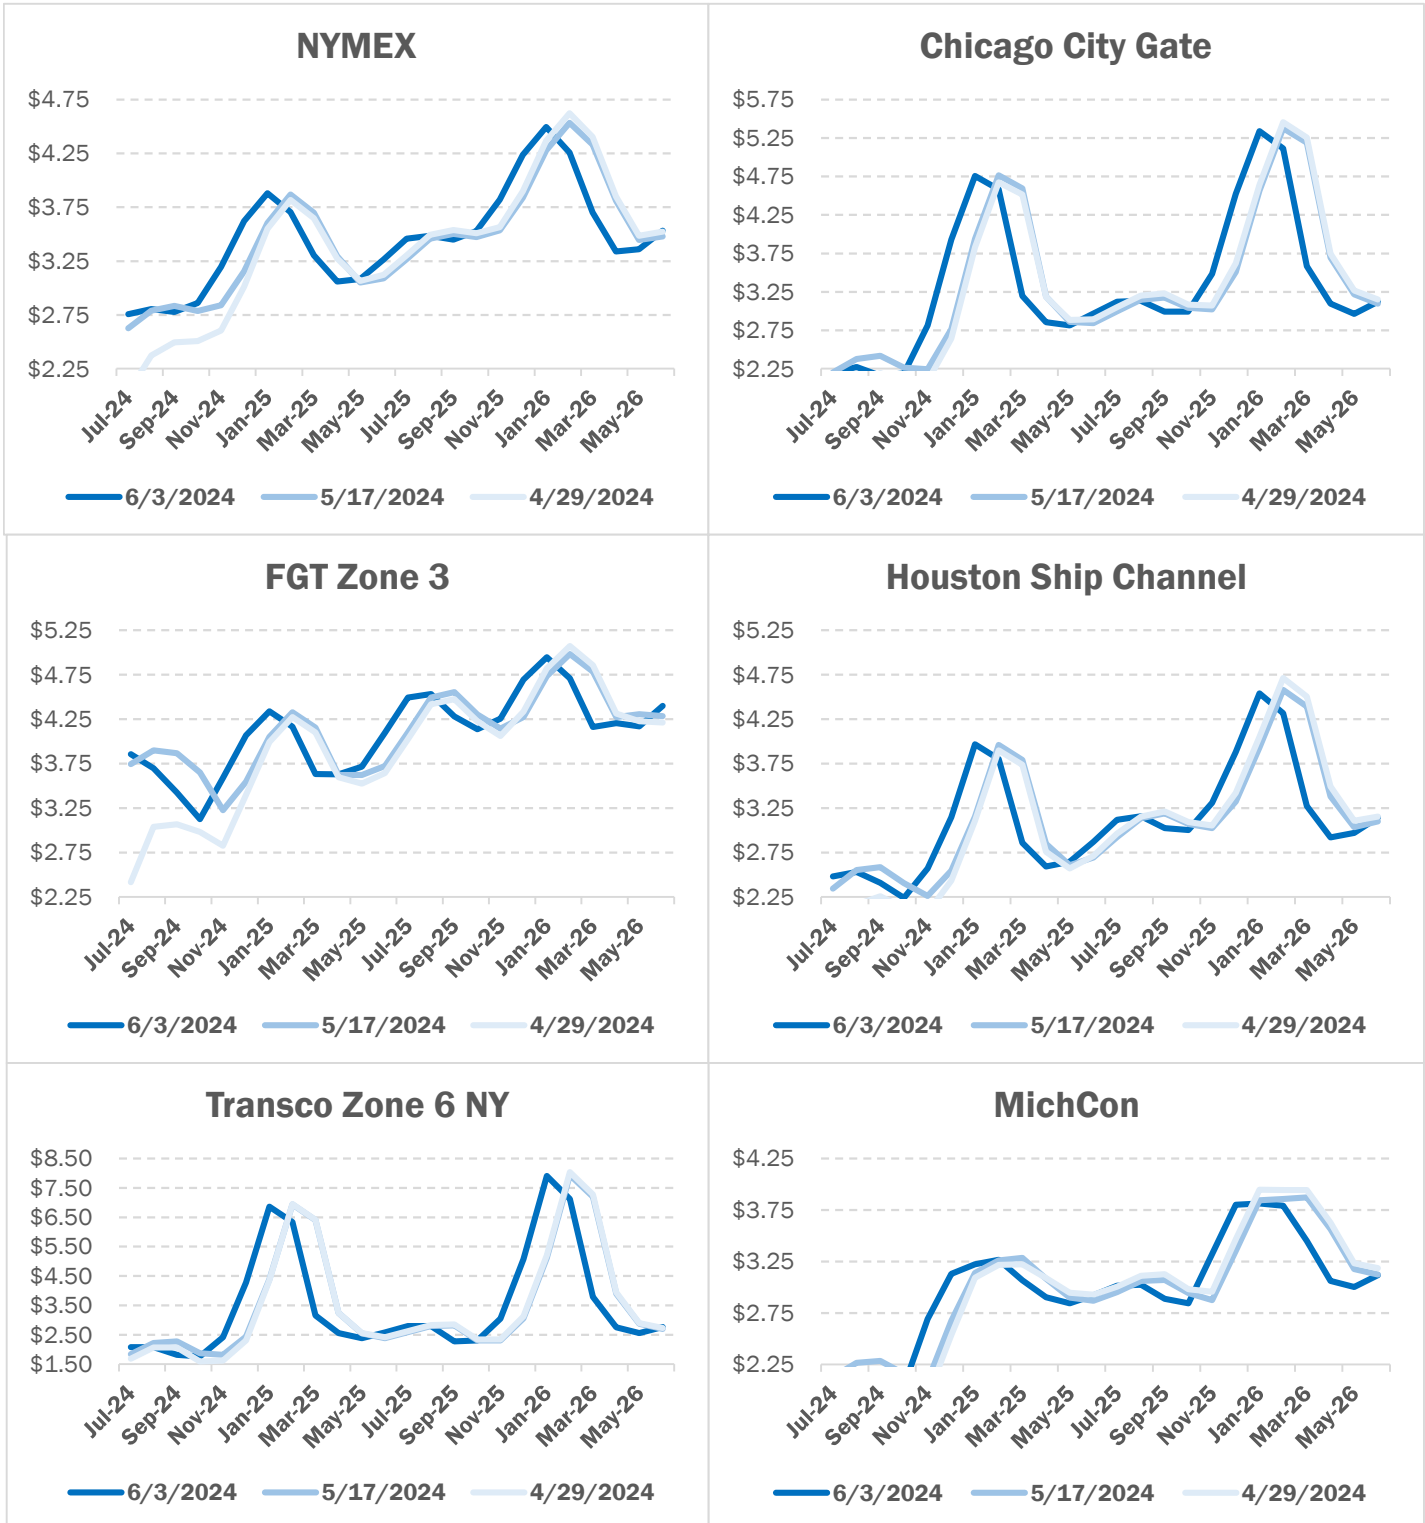 NYMEX
$4.75
$4.25
$3.75
$3.25
$2.75
$2.25
Jul-24 Sep-24 Nov-24 Jan-25 Mar-25 May-25 Jul-25 Sep-25 Nov-25 Jan-26 Mar-26 May-26
6/3/2024 5/17/2024 4/29/2024
Chicago City Gate
$5.75
$5.25
$4.75
$4.25
$3.75
$3.25
$2.75
$2.25
Jul-24 Sep-24 Nov-24 Jan-25 Mar-25 May-25 Jul-25 Sep-25 Nov-25 Jan-26 Mar-26 May-26
6/3/2024 5/17/2024 4/29/2024
FGT Zone 3
$5.25
$4.75
$4.25
$3.75
$3.25
$2.75
$2.25
Jul-24 Sep-24 Nov-24 Jan-25 Mar-25 May-25 Jul-25 Sep-25 Nov-25 Jan-26 Mar-26 May-26
6/3/2024 5/17/2024 4/29/2024
Houston Ship Channel
$5.25
$4.75
$4.25
$3.75
$3.25
$2.75
$2.25
Jul-24 Sep-24 Nov-24 Jan-25 Mar-25 May-25 Jul-25 Sep-25 Nov-25 Jan-26 Mar-26 May-26
6/3/2024 5/17/2024 4/29/2024
Transco Zone 6 NY
$8.50
$7.50
$6.50
$5.50
$4.50
$3.50
$2.50
$1.50
Jul-24 Sep-24 Nov-24 Jan-25 Mar-25 May-25 Jul-25 Sep-25 Nov-25 Jan-26 Mar-26 May-26
6/3/2024 5/17/2024 4/29/2024
MichCon
$4.25
$3.75
$3.25
$2.75
$2.25
Jul-24 Sep-24 Nov-24 Jan-25 Mar-25 May-25 Jul-25 Sep-25 Nov-25 Jan-26 Mar-26 May-26
6/3/2024 5/17/2024 4/29/2024